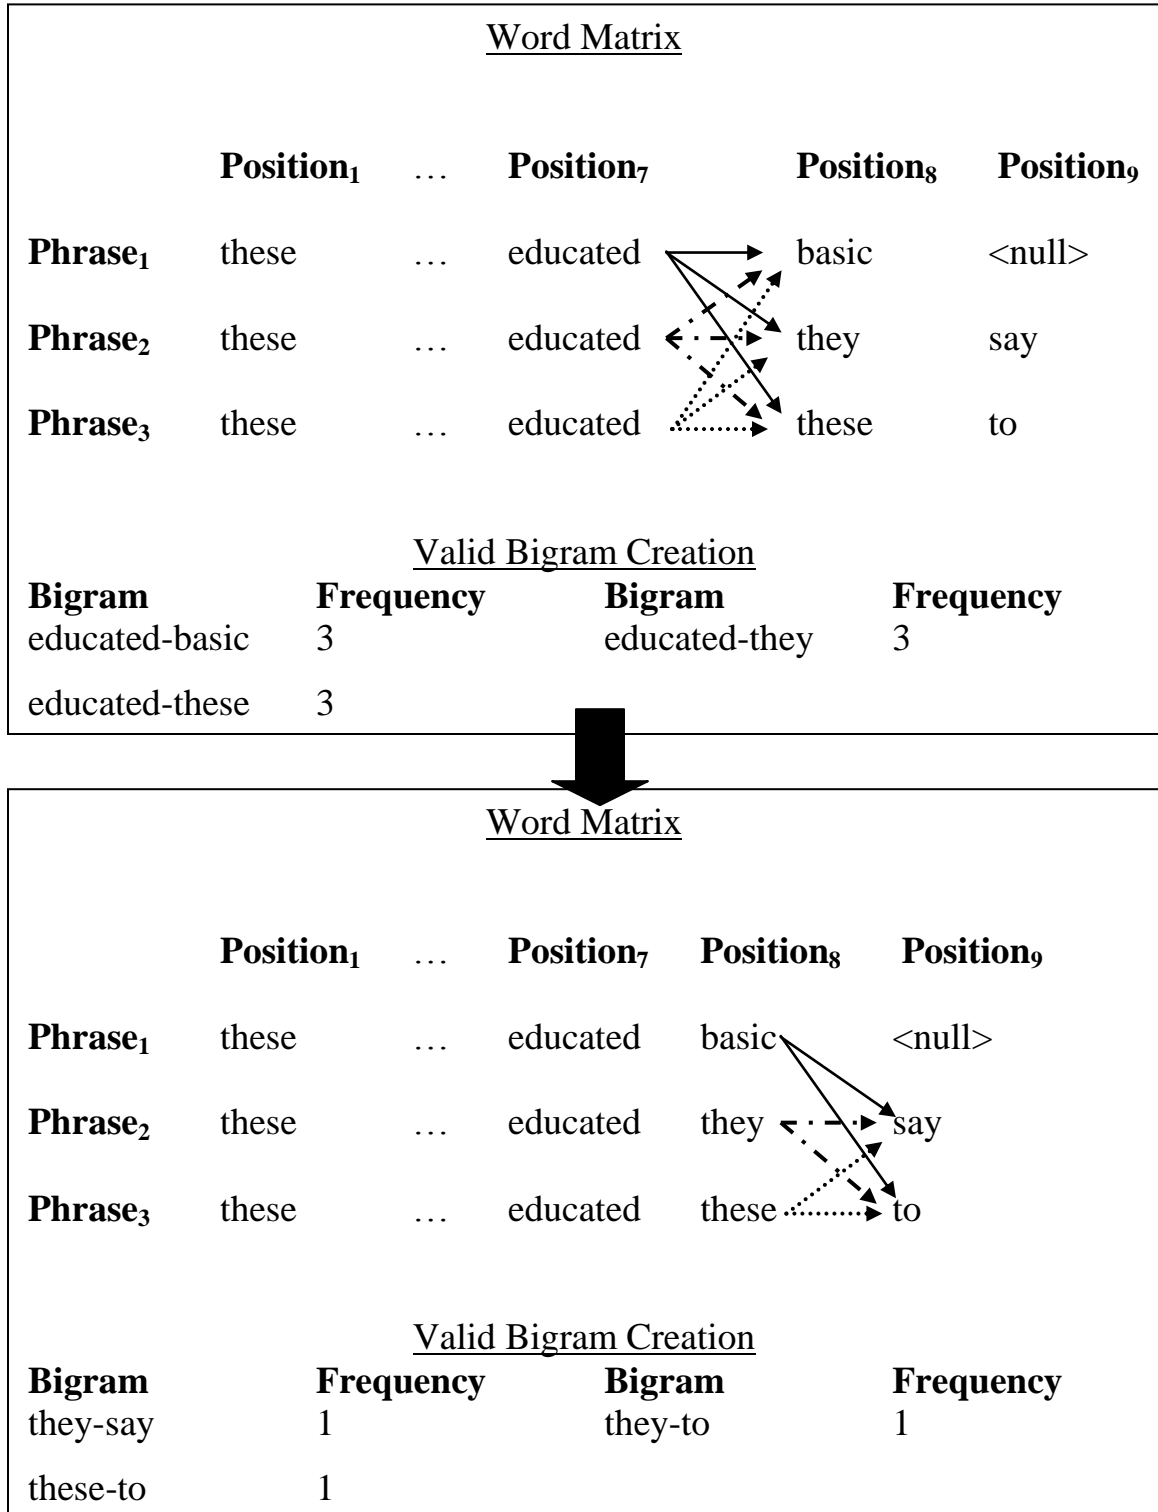 Word Matrix
Position₁ … Position₇ Position₈ Position₉
Phrase₁ these … educated basic <null>
Phrase₂ these … educated they say
Phrase₃ these … educated these to
Valid Bigram Creation
Bigram Frequency Bigram Frequency
educated-basic 3 educated-they 3
educated-these 3
Word Matrix
Position₁ … Position₇ Position₈ Position₉
Phrase₁ these … educated basic <null>
Phrase₂ these … educated they say
Phrase₃ these … educated these to
Valid Bigram Creation
Bigram Frequency Bigram Frequency
they-say 1 they-to 1
these-to 1